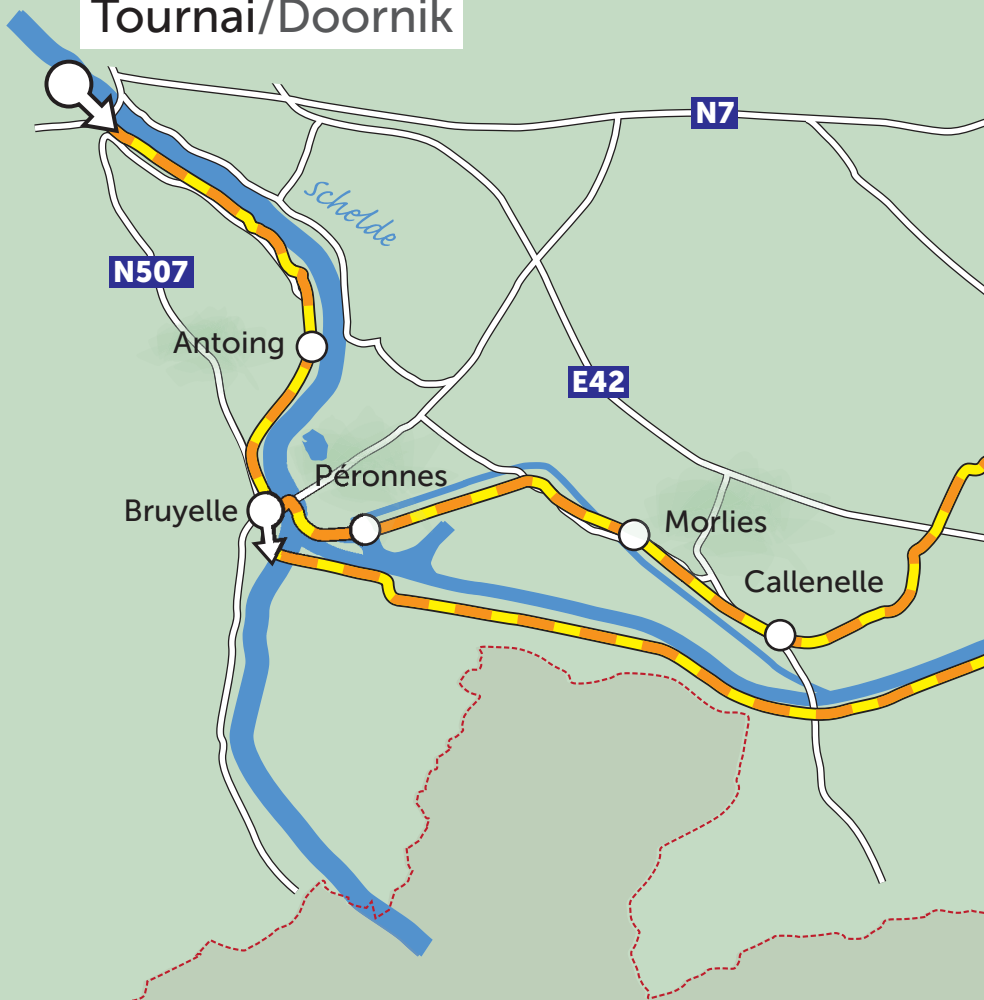 Tournai/Doornik
N7
Schelde
N507
Antoing
E42
Péronnes
Bruyelle
Morlies
Callenelle